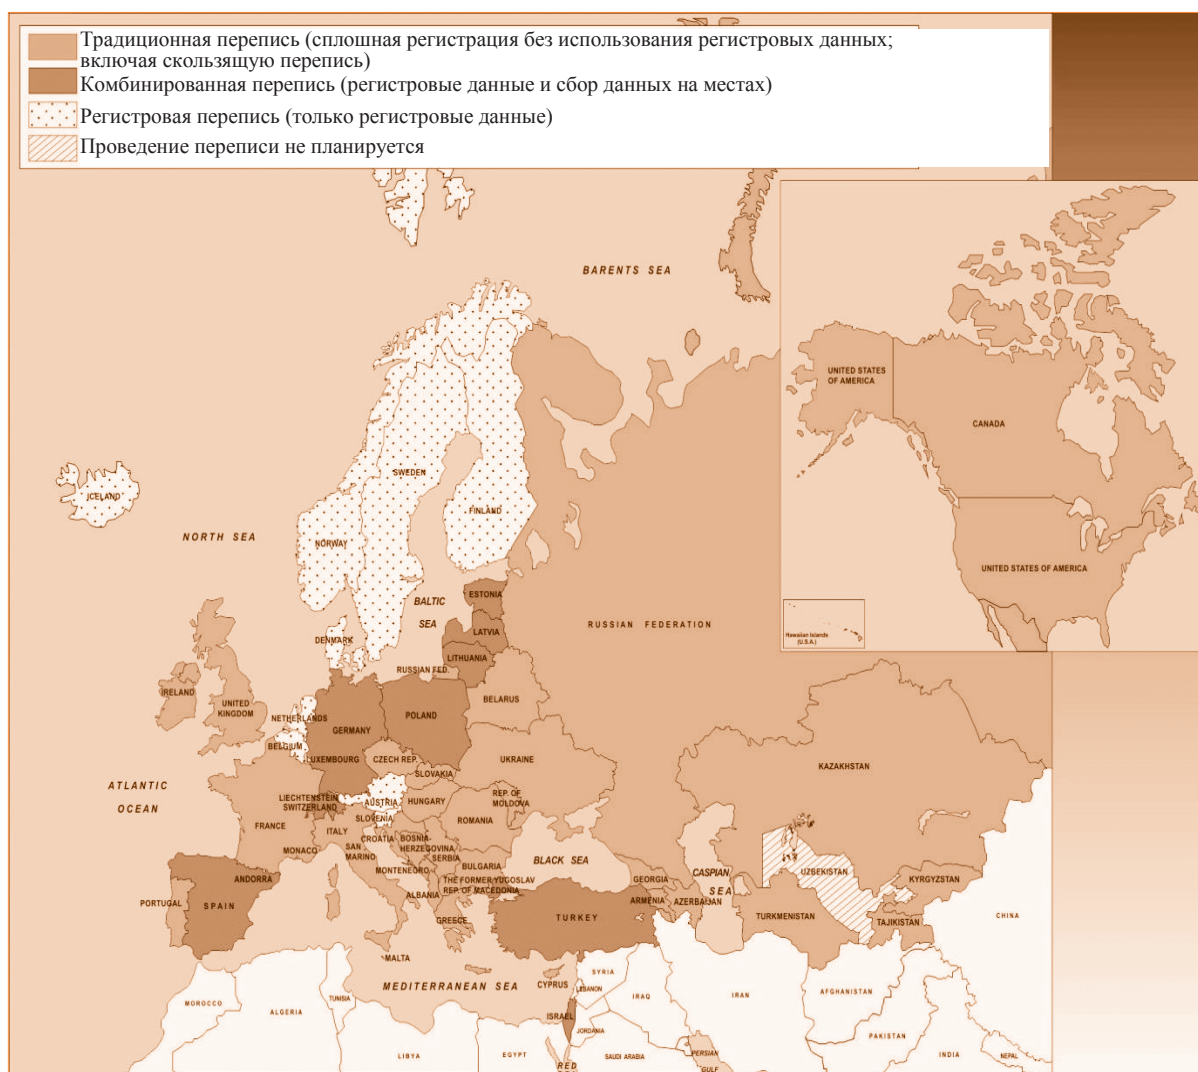 Традиционная перепись (сплошная регистрация без использования регистровых данных;
включая скользящую перепись)
Комбинированная перепись (регистровые данные и сбор данных на местах)
Регистровая перепись (только регистровые данные)
Проведение переписи не планируется
BARENTS SEA
UNITED STATES
OF AMERICA
CANADA
UNITED STATES OF AMERICA
Hawaiian Islands
(U.S.A.)
ICELAND
SWEDEN
FINLAND
NORWAY
NORTH SEA
BALTIC
SEA
ESTONIA
LATVIA
LITHUANIA
DENMARK
RUSSIAN FED.
RUSSIAN FEDERATION
IRELAND
UNITED
KINGDOM
NETHERLANDS
BELGIUM
LUXEMBOURG
GERMANY
POLAND
BELARUS
CZECH REP.
SLOVAKIA
UKRAINE
KAZAKHSTAN
ATLANTIC
OCEAN
LIECHTENSTEIN
SWITZERLAND
AUSTRIA
HUNGARY
REP. OF
MOLDOVA
SLOVENIA
ROMANIA
FRANCE
ITALY
CROATIA
BOSNIA-
HERZEGOVINA
SAN
MARINO
SERBIA
MONACO
MONTENEGRO
BULGARIA
BLACK SEA
THE FORMER YUGOSLAV
REP. OF MACEDONIA
ALBANIA
GREECE
ANDORRA
PORTUGAL
SPAIN
TURKEY
GEORGIA
ARMENIA
AZERBAIJAN
CASPIAN
SEA
UZBEKISTAN
KYRGYZSTAN
TURKMENISTAN
TAJIKISTAN
CHINA
MALTA
MEDITERRANEAN SEA
CYPRUS
SYRIA
LEBANON
ISRAEL
JORDANIA
IRAQ
IRAN
AFGHANISTAN
PAKISTAN
INDIA
NEPAL
MOROCCO
ALGERIA
TUNISIA
LIBYA
EGYPT
RED
SAUDI ARABIA
PERSIAN
GULF